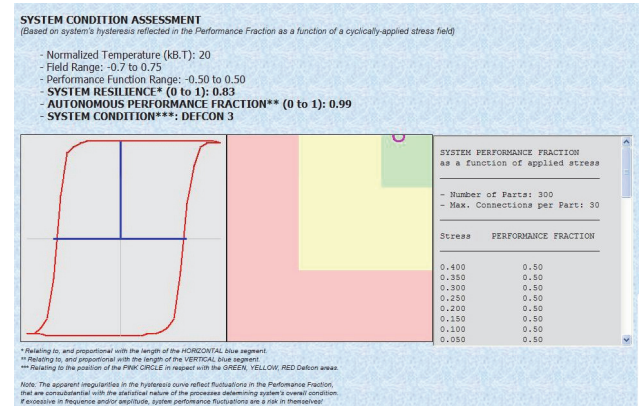 SYSTEM CONDITION ASSESSMENT
(Based on system's hysteresis reflected in the Performance Fraction as a function of a cyclically-applied stress field)
- Normalized Temperature (kB.T): 20
- Field Range: -0.7 to 0.75
- Performance Function Range: -0.50 to 0.50
- SYSTEM RESILIENCE* (0 to 1): 0.83
- AUTONOMOUS PERFORMANCE FRACTION** (0 to 1): 0.99
- SYSTEM CONDITION***: DEFCON 3
SYSTEM PERFORMANCE FRACTION
as a function of applied stress
- Number of Parts: 300
- Max. Connections per Part: 30
Stress PERFORMANCE FRACTION
0.400 0.50
0.350 0.50
0.300 0.50
0.250 0.50
0.200 0.50
0.150 0.50
0.100 0.50
0.050 0.50
* Relating to, and proportional with the length of the HORIZONTAL blue segment.
** Relating to, and proportional with the length of the VERTICAL blue segment.
*** Relating to the position of the PINK CIRCLE in respect with the GREEN, YELLOW, RED Defcon areas.
Note: The apparent irregularities in the hysteresis curve reflect fluctuations in the Performance Fraction,
that are consubstantial with the statistical nature of the processes determining system's overall condition.
If excessive in frequence and/or amplitude, system perfomance fluctuations are a risk in themselves!